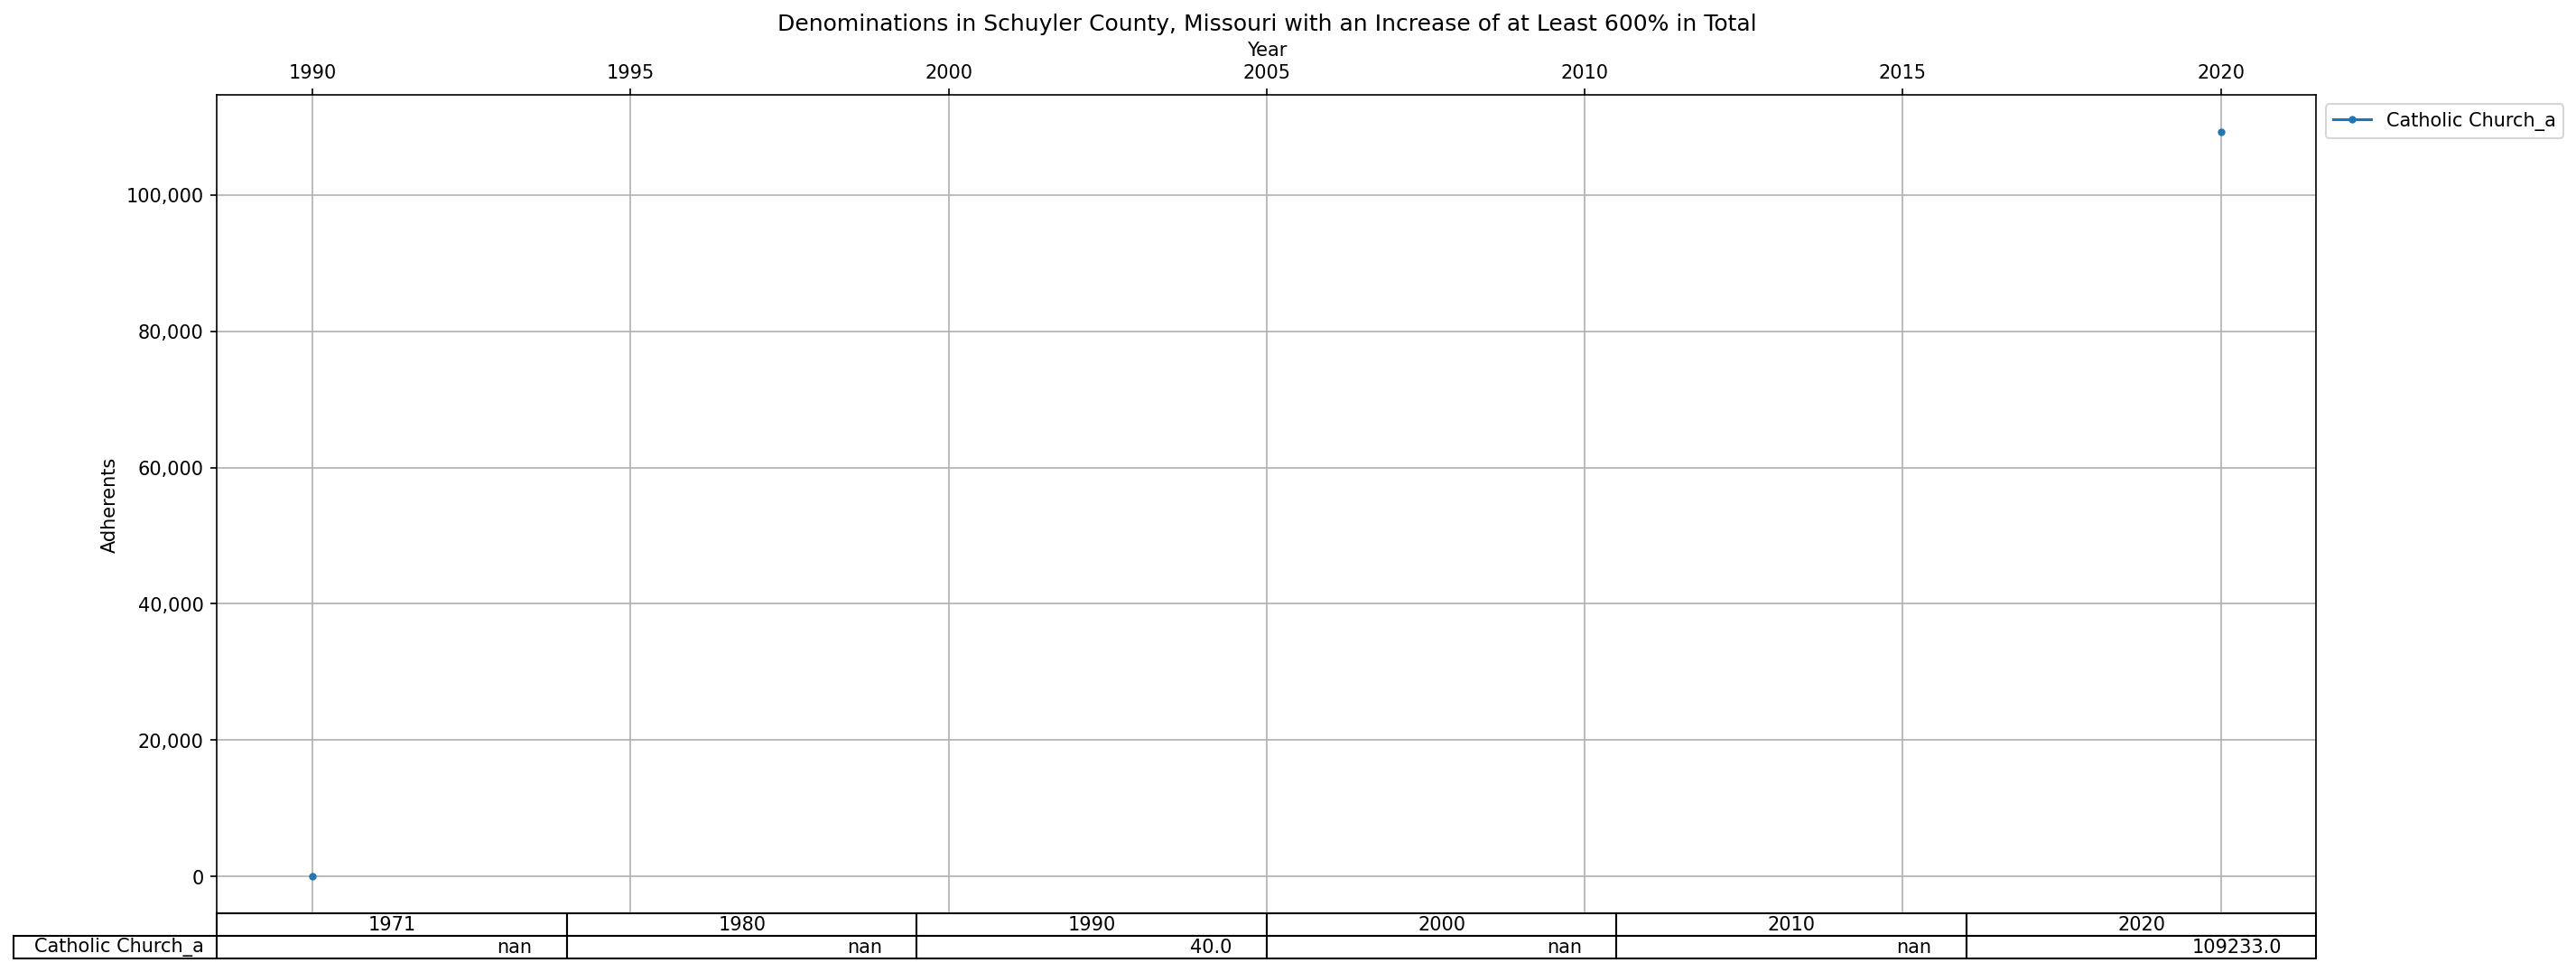 Denominations in Schuyler County, Missouri with an Increase of at Least 600% in Total
Year
1990 1995 2000 2005 2010 2015 2020
Catholic Church_a
Adherents
100,000
80,000
60,000
40,000
20,000
0
1971 1980 1990 2000 2010 2020
Catholic Church_a nan nan 40.0 nan nan 109233.0